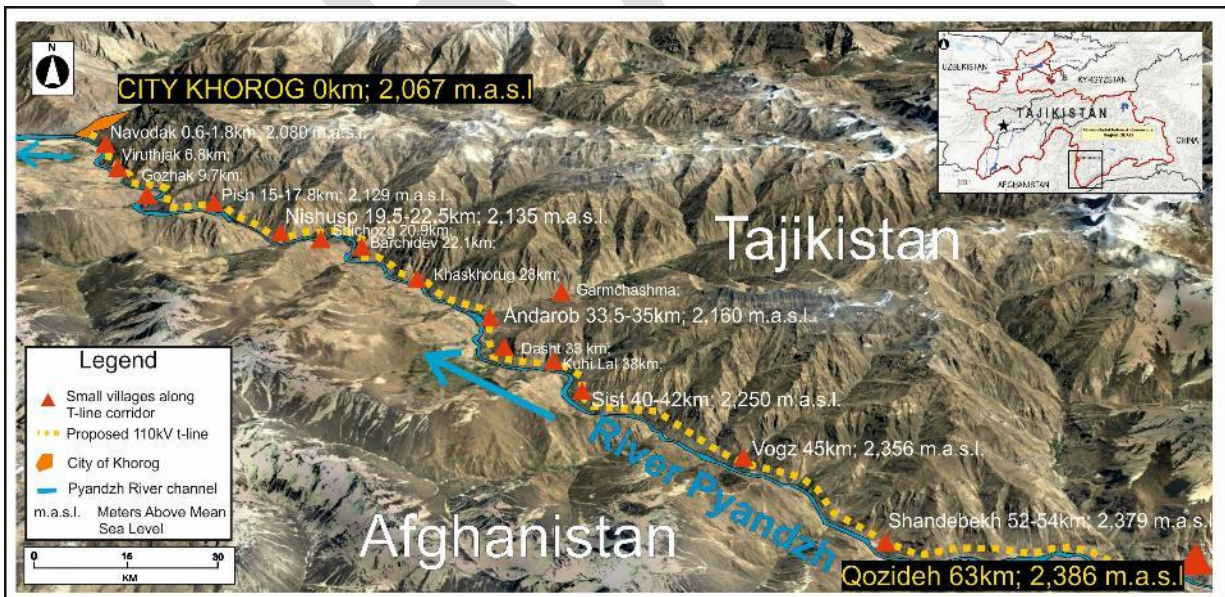 N
CITY KHOROG 0km; 2,067 m.a.s.l
Navodak 0.6-1.8km; 2,080 m.a.s.l.
Viruthjak 6.8km;
Gozhak 9.7km;
Pish 15-17.8km; 2,129 m.a.s.l.
Nishusp 19.5-22.5km; 2,135 m.a.s.l.
Shichozg 20.9km;
Barchidev 22.1km;
Khaskhorug 28km;
Garmchashma;
Andarob 33.5-35km; 2,160 m.a.s.l.
Dasht 33 km;
Kuhi Lal 38km;
Sist 40-42km; 2,250 m.a.s.l.
Vogz 45km; 2,356 m.a.s.l.
Shandebekh 52-54km; 2,379 m.a.s.l
Qozideh 63km; 2,386 m.a.s.l
Tajikistan
Afghanistan
River Pyandzh
UZBEKISTAN
KYRGYZSTAN
TAJIKISTAN
CHINA
AFGHANISTAN
Legend
Small villages along
T-line corridor
Proposed 110kV t-line
City of Khorog
Pyandzh River channel
m.a.s.l. Meters Above Mean
Sea Level
0 16 30
KM